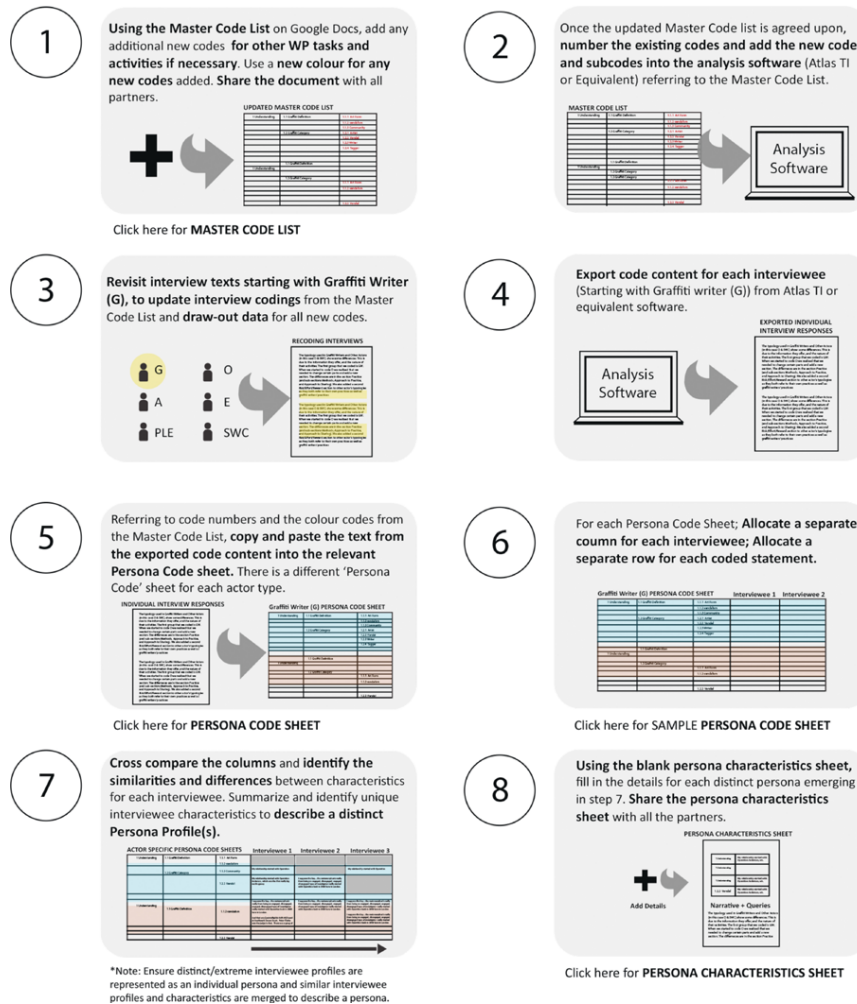 1
Using the Master Code List on Google Docs, add any
additional new codes for other WP tasks and
activities if necessary. Use a new colour for any
new codes added. Share the document with all
partners.
UPDATED MASTER CODE LIST
Click here for MASTER CODE LIST
2
Once the updated Master Code list is agreed upon,
number the existing codes and add the new code
and subcodes into the analysis software (Atlas TI
or Equivalent) referring to the Master Code List.
MASTER CODE LIST
Analysis
Software
3
Revisit interview texts starting with Graffiti Writer
(G), to update interview codings from the Master
Code List and draw-out data for all new codes.
RECODING INTERVIEWS
G
O
A
E
PLE
SWC
4
Export code content for each interviewee
(Starting with Graffiti writer (G)) from Atlas TI or
equivalent software.
EXPORTED INDIVIDUAL
INTERVIEW RESPONSES
Analysis
Software
5
Referring to code numbers and the colour codes from
the Master Code List, copy and paste the text from
the exported code content into the relevant
Persona Code sheet. There is a different 'Persona
Code' sheet for each actor type.
INDIVIDUAL INTERVIEW RESPONSES
Graffiti Writer (G) PERSONA CODE SHEET
Click here for PERSONA CODE SHEET
6
For each Persona Code Sheet; Allocate a separate
coumn for each interviewee; Allocate a
separate row for each coded statement.
Graffiti Writer (G) PERSONA CODE SHEET Interviewee 1 Interviewee 2
Click here for SAMPLE PERSONA CODE SHEET
7
Cross compare the columns and identify the
similarities and differences between characteristics
for each interviewee. Summarize and identify unique
interviewee characteristics to describe a distinct
Persona Profile(s).
ACTOR SPECIFIC PERSONA CODE SHEETS Interviewee 1 Interviewee 2 Interviewee 3
*Note: Ensure distinct/extreme interviewee profiles are
represented as an individual persona and similar interviewee
profiles and characteristics are merged to describe a persona.
8
Using the blank persona characteristics sheet,
fill in the details for each distinct persona emerging
in step 7. Share the persona characteristics
sheet with all the partners.
PERSONA CHARACTERISTICS SHEET
Add Details
Narrative + Queries
Click here for PERSONA CHARACTERISTICS SHEET